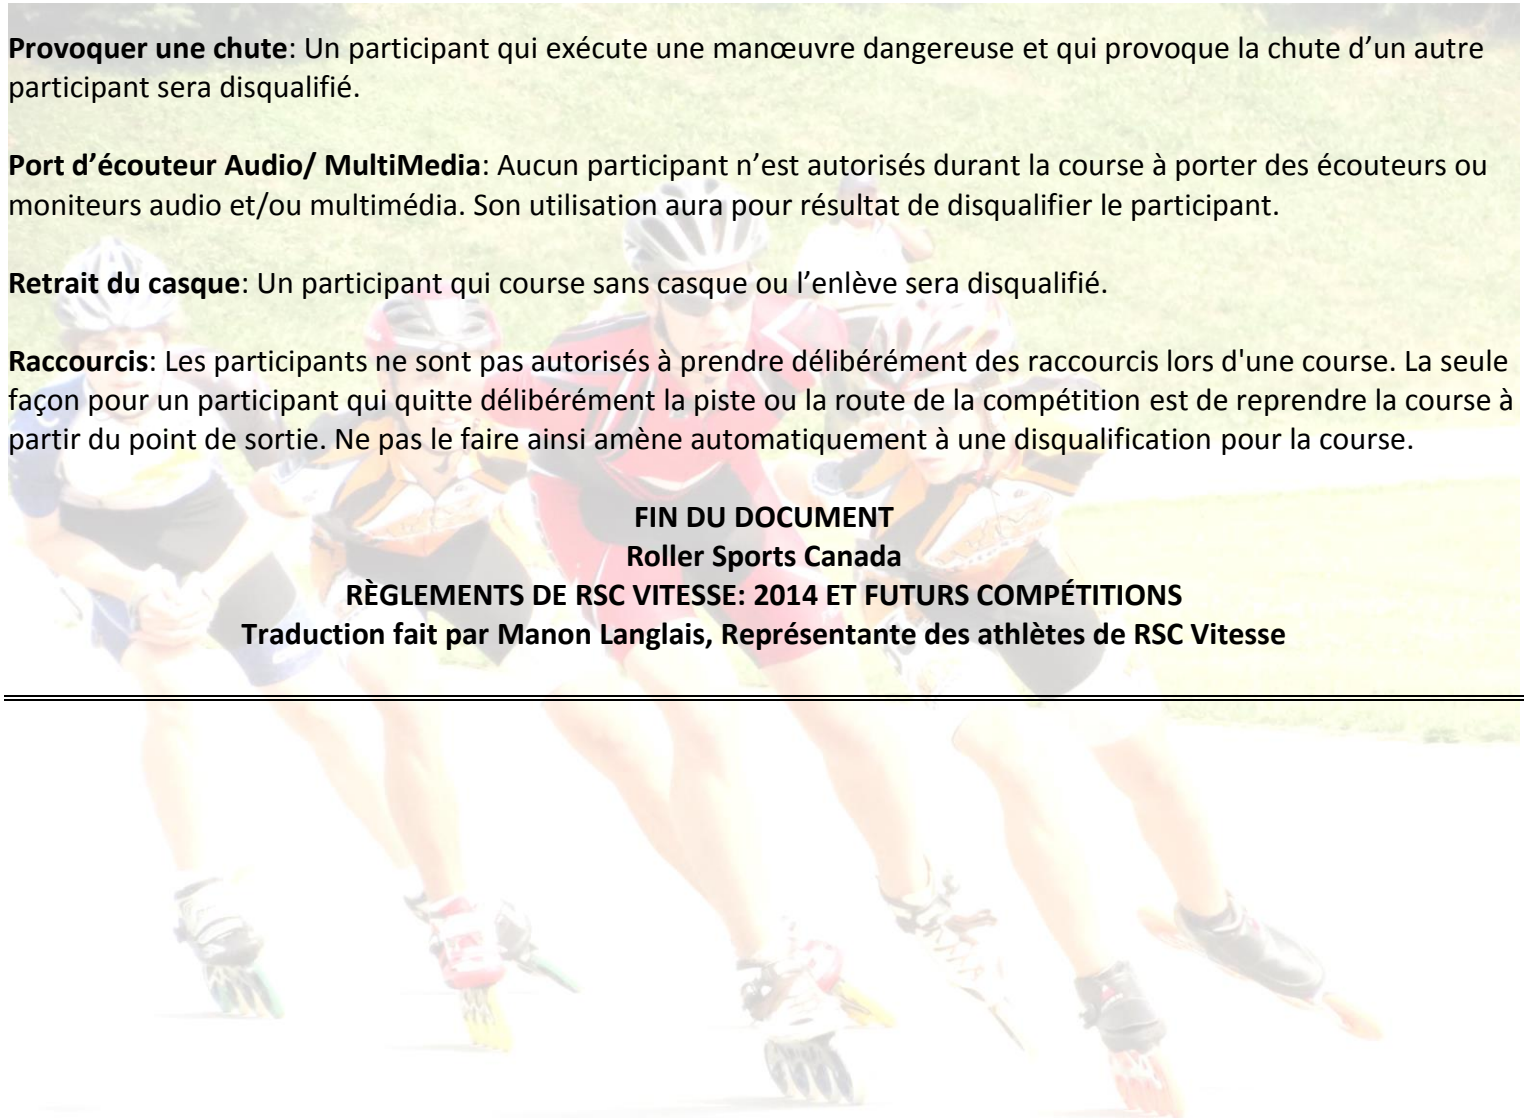 Provoquer une chute: Un participant qui exécute une manœuvre dangereuse et qui provoque la chute d’un autre
participant sera disqualifié.
Port d’écouteur Audio/ MultiMedia: Aucun participant n’est autorisés durant la course à porter des écouteurs ou
moniteurs audio et/ou multimédia. Son utilisation aura pour résultat de disqualifier le participant.
Retrait du casque: Un participant qui course sans casque ou l’enlève sera disqualifié.
Raccourcis: Les participants ne sont pas autorisés à prendre délibérément des raccourcis lors d'une course. La seule
façon pour un participant qui quitte délibérément la piste ou la route de la compétition est de reprendre la course à
partir du point de sortie. Ne pas le faire ainsi amène automatiquement à une disqualification pour la course.
FIN DU DOCUMENT
Roller Sports Canada
RÈGLEMENTS DE RSC VITESSE: 2014 ET FUTURS COMPÉTITIONS
Traduction fait par Manon Langlais, Représentante des athlètes de RSC Vitesse